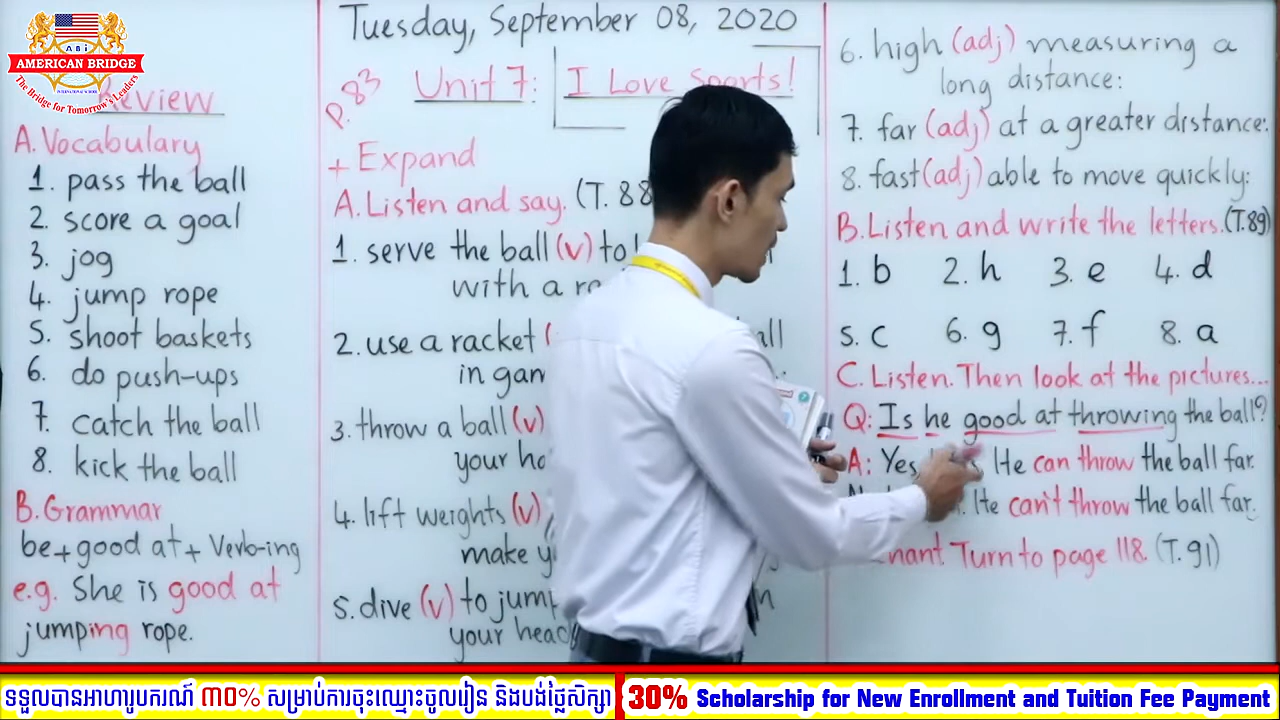 ABi
AMERICAN BRIDGE
The Bridge for Tomorrow's Leaders
INTERNATIONAL SCHOOL
Review
A. Vocabulary
1. pass the ball
2. score a goal
3. jog
4. jump rope
5. shoot baskets
6. do push-ups
7. catch the ball
8. kick the ball
B. Grammar
be + good at + Verb-ing
e.g. She is good at
jumping rope.
Tuesday, September 08, 2020
P.83 Unit 7: I Love Sports!
+ Expand
A. Listen and say. (T. 88
1. serve the ball (v) to
with a
2. use a racket
in
3. throw a ball (v)
your
4. lift weights (v)
make
5. dive (v) to jump
your head
6. high (adj) measuring a
long distance:
7. far (adj) at a greater distance:
8. fast (adj) able to move quickly:
B. Listen and write the letters. (T.89)
1. b 2. h 3. e 4. d
5. c 6. g 7. f 8. a
C. Listen. Then look at the pictures...
Q: Is he good at throwing the ball?
A: Yes He can throw the ball far.
He can't throw the ball far.
Turn to page 118. (T. 91)
ទទួលបានអាហារូបករណ៍ ៣០% សម្រាប់ការចុះឈ្មោះចូលរៀន និងបង់ថ្លៃសិក្សា
30% Scholarship for New Enrollment and Tuition Fee Payment